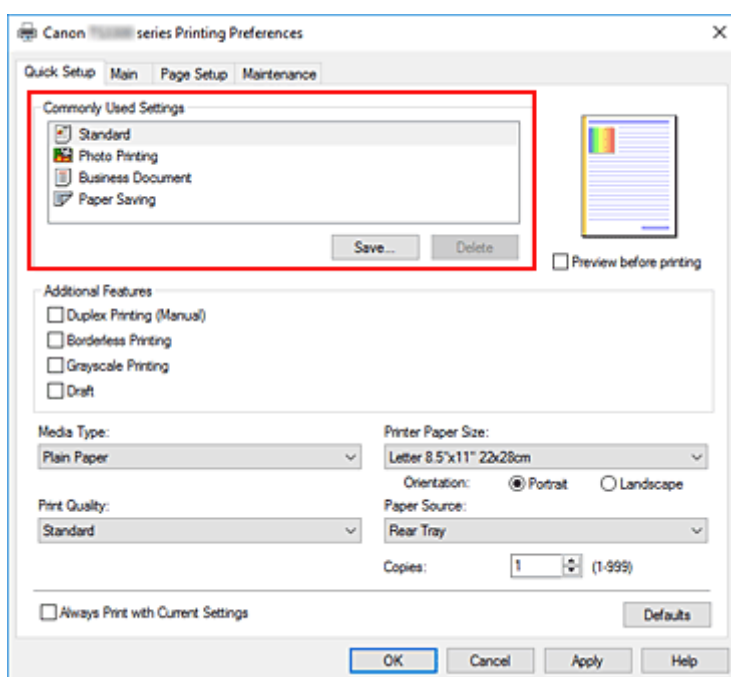 Canon series Printing Preferences
Quick Setup Main Page Setup Maintenance
Commonly Used Settings
Standard
Photo Printing
Business Document
Paper Saving
Save... Delete
Preview before printing
Additional Features
Duplex Printing (Manual)
Borderless Printing
Grayscale Printing
Draft
Media Type: Printer Paper Size:
Plain Paper Letter 8.5"x11" 22x28cm
Orientation: Portrait Landscape
Print Quality: Paper Source:
Standard Rear Tray
Copies: 1 (1-999)
Always Print with Current Settings Defaults
OK Cancel Apply Help